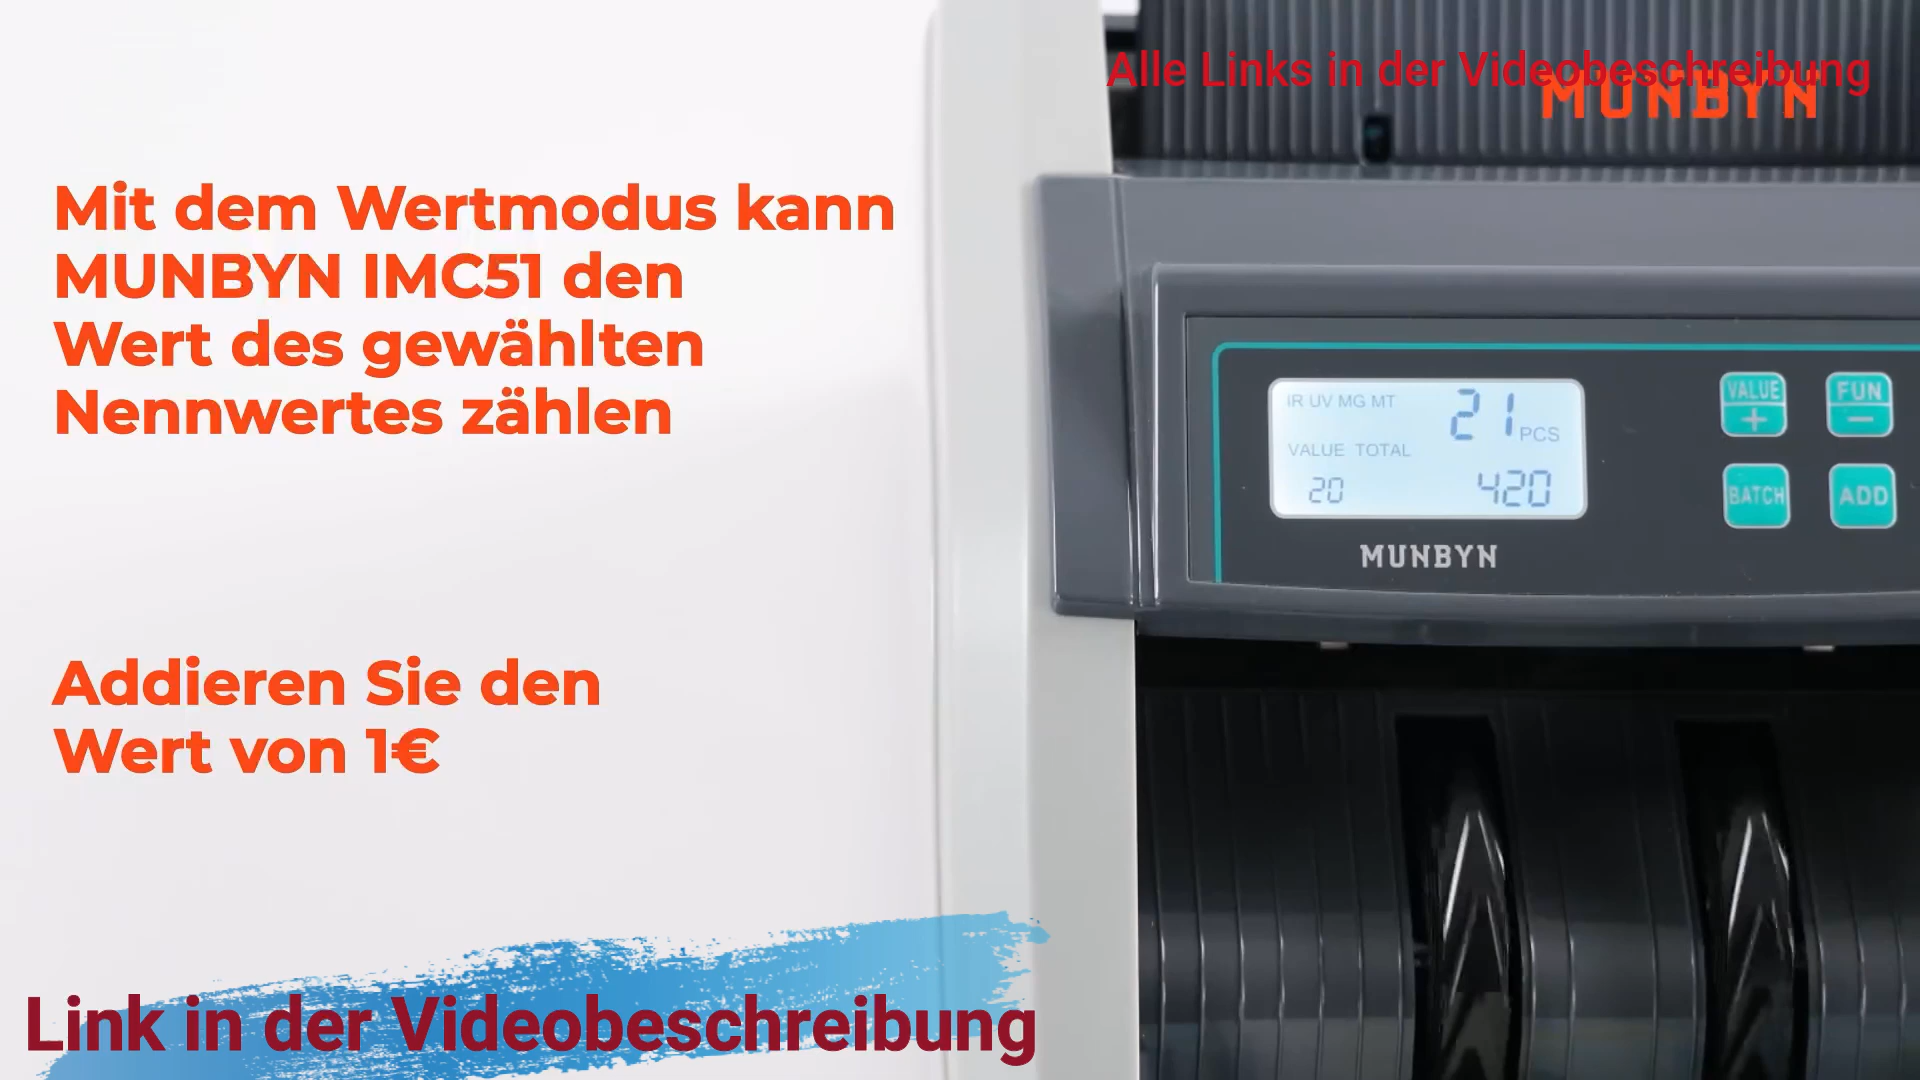 Alle Links in der Videobeschreibung
MUNBYN
Mit dem Wertmodus kann
MUNBYN IMC51 den
Wert des gewählten
Nennwertes zählen
IR UV MG MT
21 PCS
VALUE TOTAL
20 420
MUNBYN
VALUE
+
FUN
−
BATCH
ADD
Addieren Sie den
Wert von 1€
Link in der Videobeschreibung